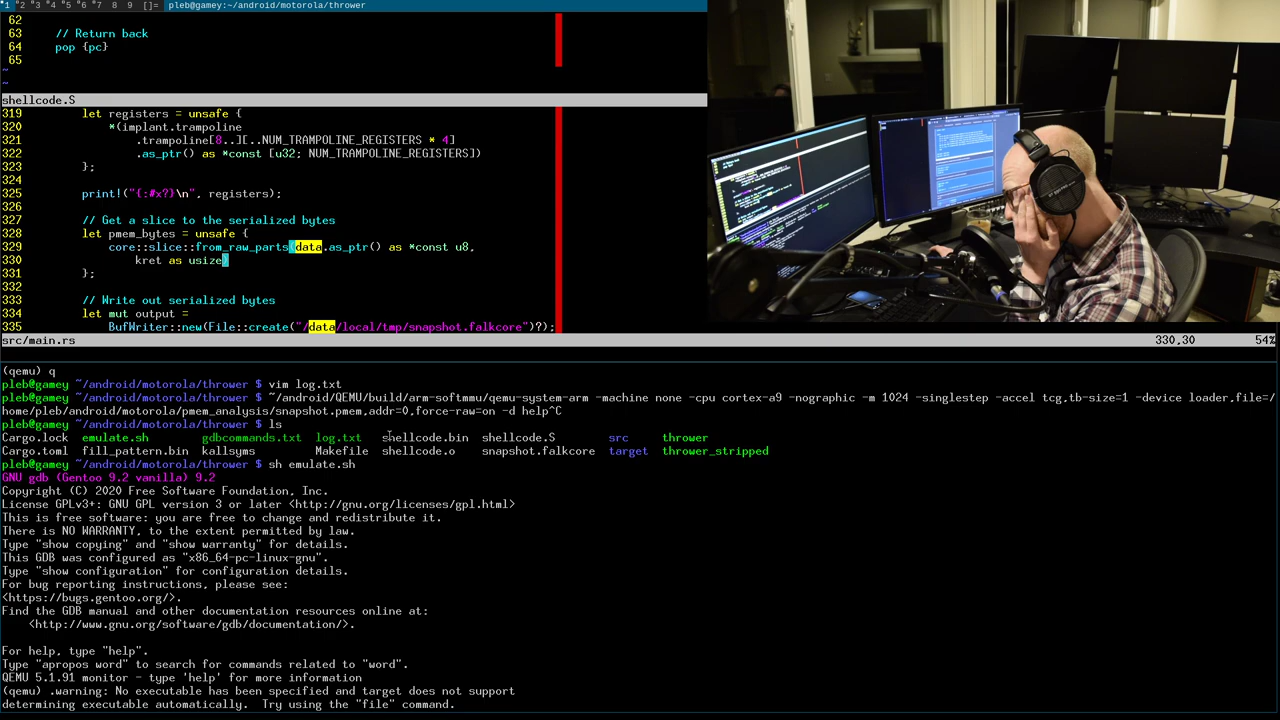 1 2 3 4 5 6 7 8 9 []= pleb@gamey:~/android/motorola/thrower
62
63 // Return back
64 pop {pc}
65
~
~
shellcode.S
319 let registers = unsafe {
320 *(implant.trampoline
321 .trampoline[8..][..NUM_TRAMPOLINE_REGISTERS * 4]
322 .as_ptr() as *const [u32; NUM_TRAMPOLINE_REGISTERS])
323 };
324
325 print!("{:#x?}\n", registers);
326
327 // Get a slice to the serialized bytes
328 let pmem_bytes = unsafe {
329 core::slice::from_raw_parts(data.as_ptr() as *const u8,
330 kret as usize)
331 };
332
333 // Write out serialized bytes
334 let mut output =
335 BufWriter::new(File::create("/data/local/tmp/snapshot.falkcore")?);
src/main.rs 330,30 54%
(qemu) q
pleb@gamey ~/android/motorola/thrower $ vim log.txt
pleb@gamey ~/android/motorola/thrower $ ~/android/QEMU/build/arm-softmmu/qemu-system-arm -machine none -cpu cortex-a9 -nographic -m 1024 -singlestep -accel tcg,tb-size=1 -device loader,file=/
home/pleb/android/motorola/pmem_analysis/snapshot.pmem,addr=0,force-raw=on -d help^C
pleb@gamey ~/android/motorola/thrower $ ls
Cargo.lock emulate.sh gdbcommands.txt log.txt shellcode.bin shellcode.S src thrower
Cargo.toml fill_pattern.bin kallsyms Makefile shellcode.o snapshot.falkcore target thrower_stripped
pleb@gamey ~/android/motorola/thrower $ sh emulate.sh
GNU gdb (Gentoo 9.2 vanilla) 9.2
Copyright (C) 2020 Free Software Foundation, Inc.
License GPLv3+: GNU GPL version 3 or later <http://gnu.org/licenses/gpl.html>
This is free software: you are free to change and redistribute it.
There is NO WARRANTY, to the extent permitted by law.
Type "show copying" and "show warranty" for details.
This GDB was configured as "x86_64-pc-linux-gnu".
Type "show configuration" for configuration details.
For bug reporting instructions, please see:
<https://bugs.gentoo.org/>.
Find the GDB manual and other documentation resources online at:
<http://www.gnu.org/software/gdb/documentation/>.
For help, type "help".
Type "apropos word" to search for commands related to "word".
QEMU 5.1.91 monitor - type 'help' for more information
(qemu) .warning: No executable has been specified and target does not support
determining executable automatically.  Try using the "file" command.